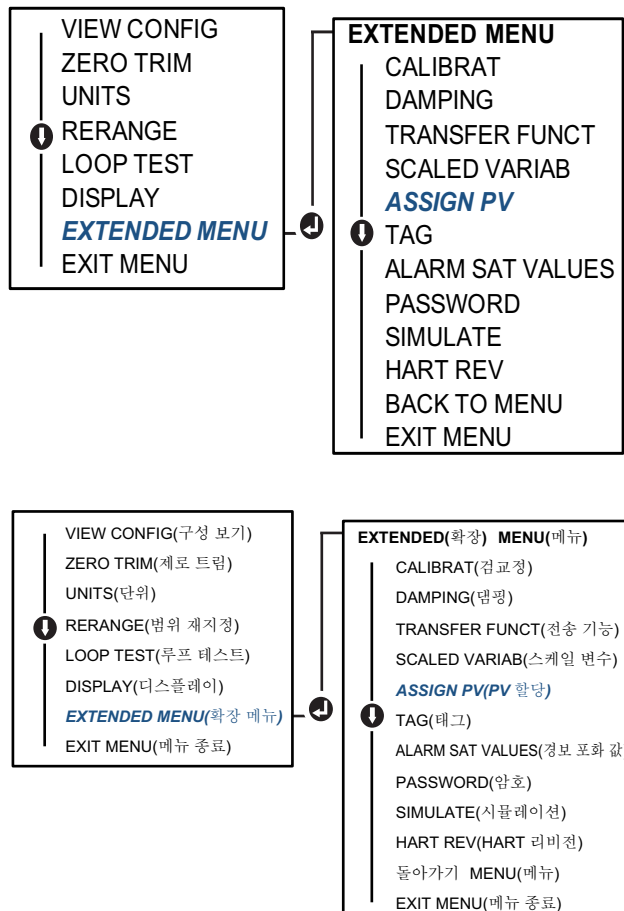 VIEW CONFIG
ZERO TRIM
UNITS
RERANGE
LOOP TEST
DISPLAY
EXTENDED MENU
EXIT MENU
EXTENDED MENU
CALIBRAT
DAMPING
TRANSFER FUNCT
SCALED VARIAB
ASSIGN PV
TAG
ALARM SAT VALUES
PASSWORD
SIMULATE
HART REV
BACK TO MENU
EXIT MENU
VIEW CONFIG(구성 보기)
ZERO TRIM(제로 트림)
UNITS(단위)
RERANGE(범위 재지정)
LOOP TEST(루프 테스트)
DISPLAY(디스플레이)
EXTENDED MENU(확장 메뉴)
EXIT MENU(메뉴 종료)
EXTENDED(확장) MENU(메뉴)
CALIBRAT(검교정)
DAMPING(댐핑)
TRANSFER FUNCT(전송 기능)
SCALED VARIAB(스케일 변수)
ASSIGN PV(PV 할당)
TAG(태그)
ALARM SAT VALUES(경보 포화 값
PASSWORD(암호)
SIMULATE(시뮬레이션)
HART REV(HART 리비전)
돌아가기 MENU(메뉴)
EXIT MENU(메뉴 종료)